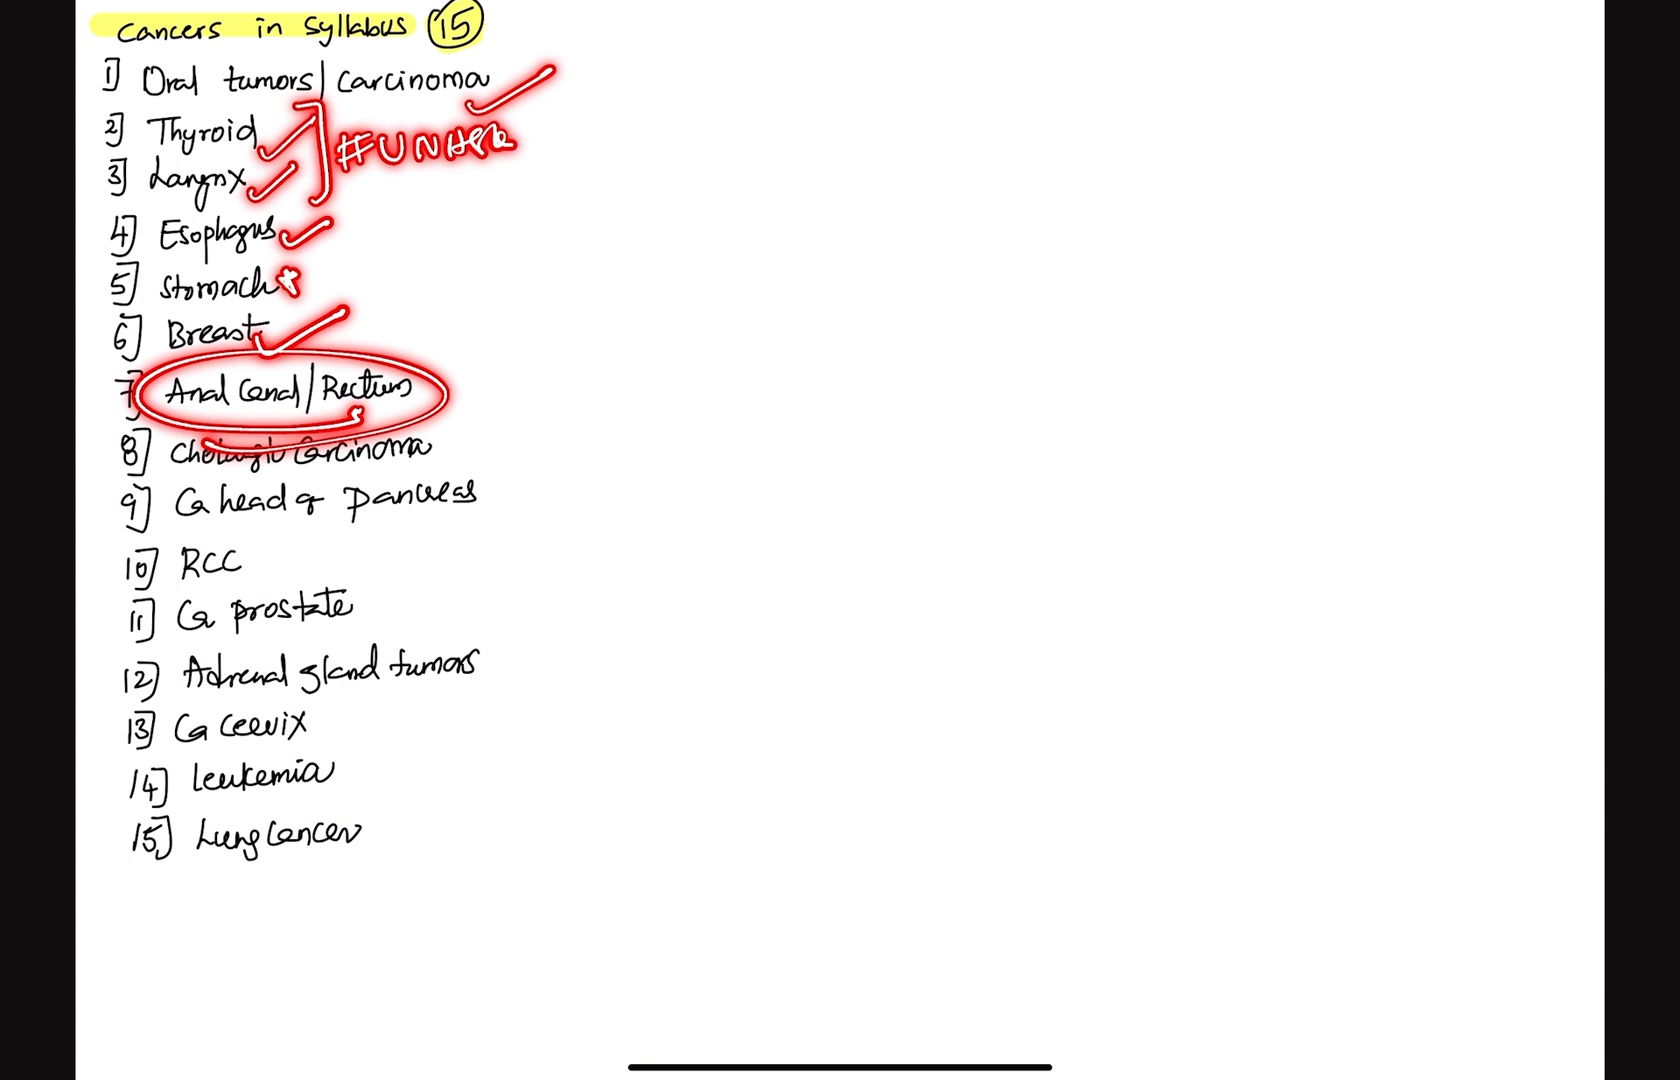 Cancers in Syllabus 15
1] Oral tumors/Carcinoma
2] Thyroid
3] Larynx
4] Esophagus
5] Stomach
6] Breast
7] Anal Canal/Rectum
8] Carcinoma
9] Ca head of pancreas
10] RCC
11] Ca prostate
12] Adrenal gland tumors
13] Ca Cervix
14] Leukemia
15] Lung Cancer